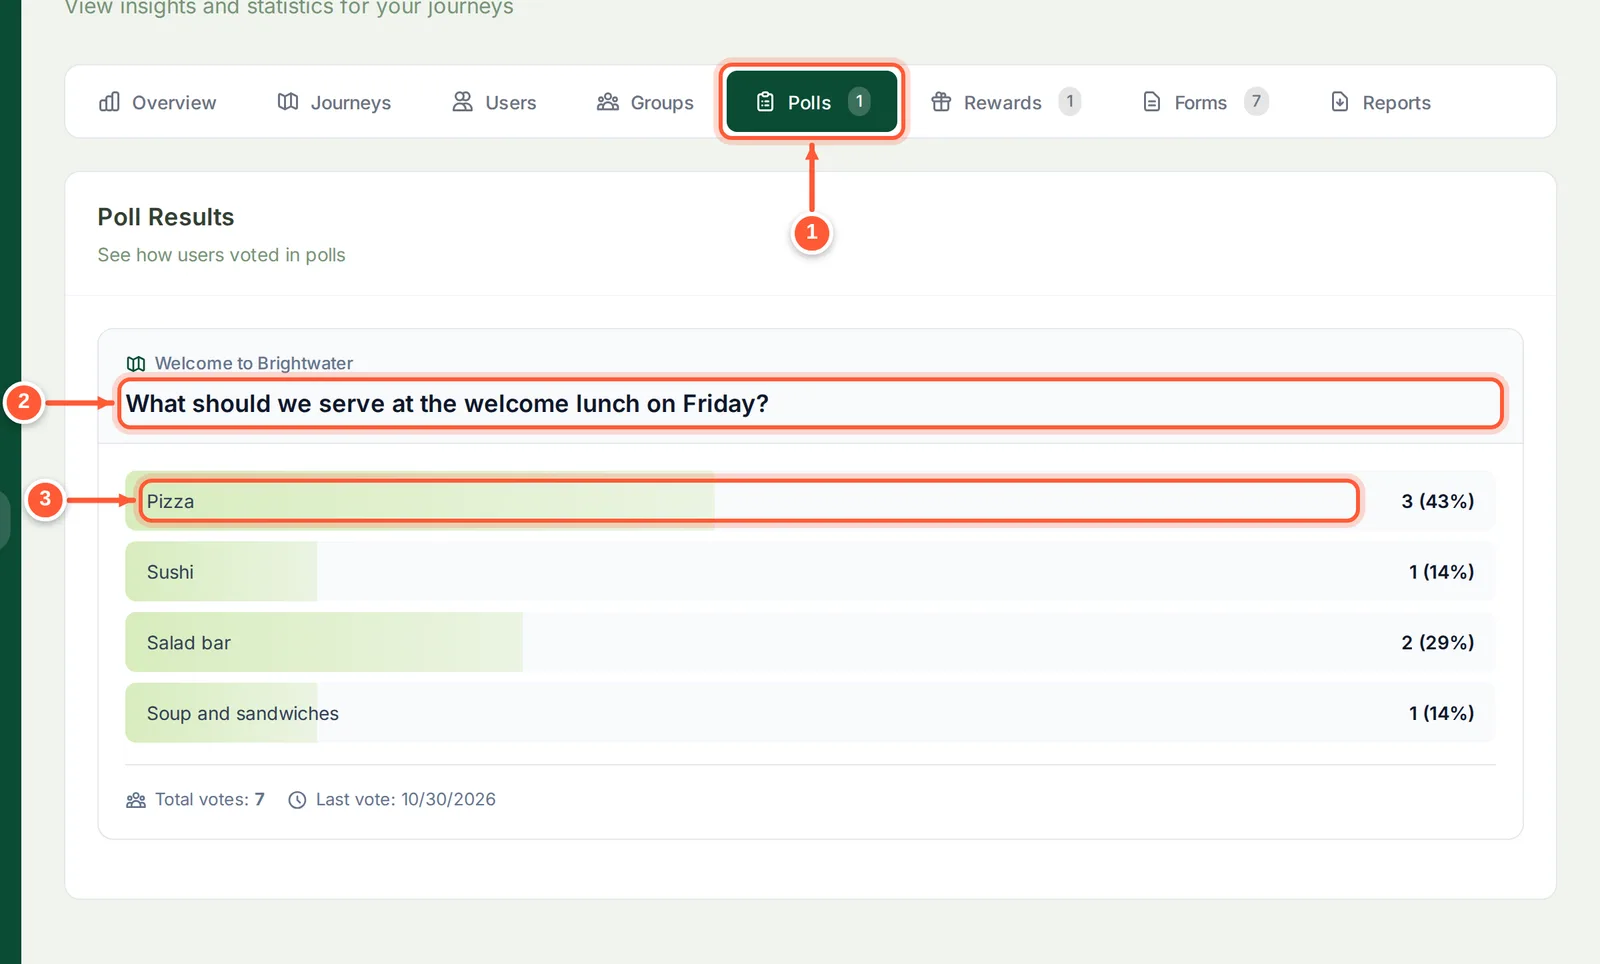 View insights and statistics for your journeys
Overview
Journeys
Users
Groups
Polls 1
Rewards 1
Forms 7
Reports
1
Poll Results
See how users voted in polls
Welcome to Brightwater
2
What should we serve at the welcome lunch on Friday?
3
Pizza 3 (43%)
Sushi 1 (14%)
Salad bar 2 (29%)
Soup and sandwiches 1 (14%)
Total votes: 7 Last vote: 10/30/2026